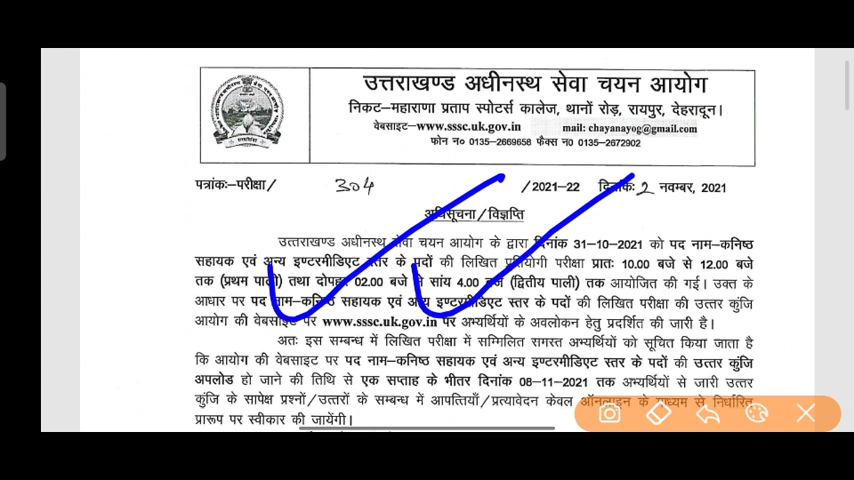 उत्तराखण्ड अधीनस्थ सेवा चयन आयोग
निकट–महाराणा प्रताप स्पोटर्स कालेज, थानों रोड़, रायपुर, देहरादून।
वेबसाइट–www.sssc.uk.gov.in mail: chayanayog@gmail.com
फोन न० 0135-2669658 फैक्स न0 0135-2672902
पत्रांकः–परीक्षा/ 304 /2021-22 दिनांकः 2 नवम्बर, 2021
अधिसूचना/विज्ञप्ति
उत्तराखण्ड अधीनस्थ सेवा चयन आयोग के द्वारा दिनांक 31-10-2021 को पद नाम–कनिष्ठ
सहायक एवं अन्य इण्टरमीडिएट स्तर के पदों की लिखित प्रतियोगी परीक्षा प्रातः 10.00 बजे से 12.00 बजे
तक (प्रथम पाली) तथा दोपहर 02.00 बजे से सांय 4.00 बजे (द्वितीय पाली) तक आयोजित की गई। उक्त के
आधार पर पद नाम–कनिष्ठ सहायक एवं अन्य इण्टरमीडिएट स्तर के पदों की लिखित परीक्षा की उत्तर कुंजि
आयोग की वेबसाइट पर www.sssc.uk.gov.in पर अभ्यर्थियों के अवलोकन हेतु प्रदर्शित की जारी है।
अतः इस सम्बन्ध में लिखित परीक्षा में सम्मिलित समस्त अभ्यर्थियों को सूचित किया जाता है
कि आयोग की वेबसाइट पर पद नाम–कनिष्ठ सहायक एवं अन्य इण्टरमीडिएट स्तर के पदों की उत्तर कुंजि
अपलोड हो जाने की तिथि से एक सप्ताह के भीतर दिनांक 08-11-2021 तक अभ्यर्थियों से जारी उत्तर
कुंजि के सापेक्ष प्रश्नों/उत्तरों के सम्बन्ध में आपत्तियाँ/प्रत्यावेदन केवल ऑनलाइन के माध्यम से निर्धारित
प्रारूप पर स्वीकार की जायेंगी।